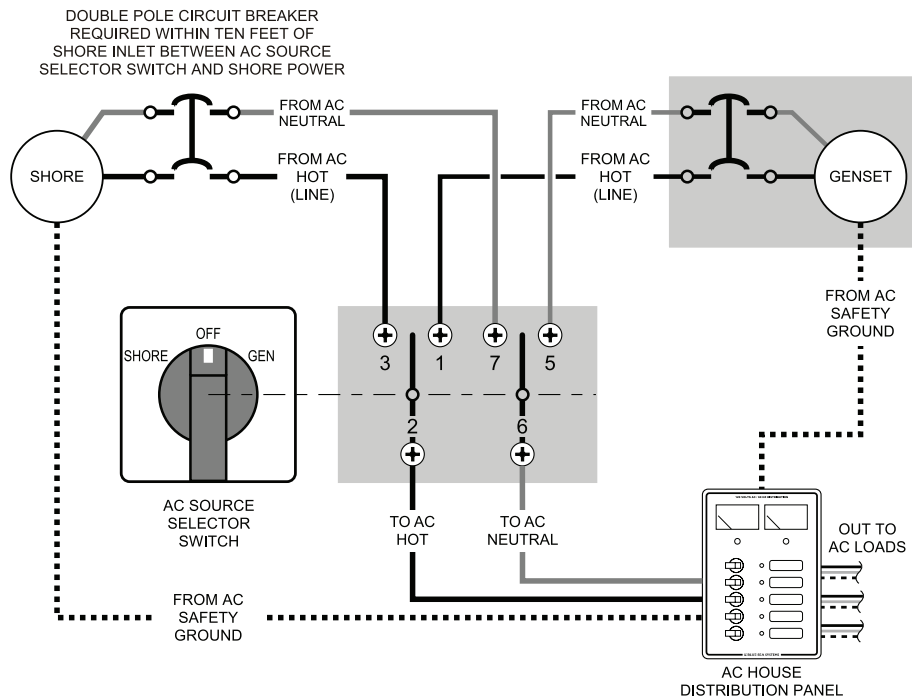 DOUBLE POLE CIRCUIT BREAKER
REQUIRED WITHIN TEN FEET OF
SHORE INLET BETWEEN AC SOURCE
SELECTOR SWITCH AND SHORE POWER
FROM AC
NEUTRAL
FROM AC
NEUTRAL
SHORE
FROM AC
HOT
(LINE)
FROM AC
HOT
(LINE)
GENSET
FROM AC
SAFETY
GROUND
OFF
SHORE
GEN
3
1
7
5
2
6
AC SOURCE
SELECTOR
SWITCH
TO AC
HOT
TO AC
NEUTRAL
OUT TO
AC LOADS
FROM AC
SAFETY
GROUND
AC HOUSE
DISTRIBUTION PANEL